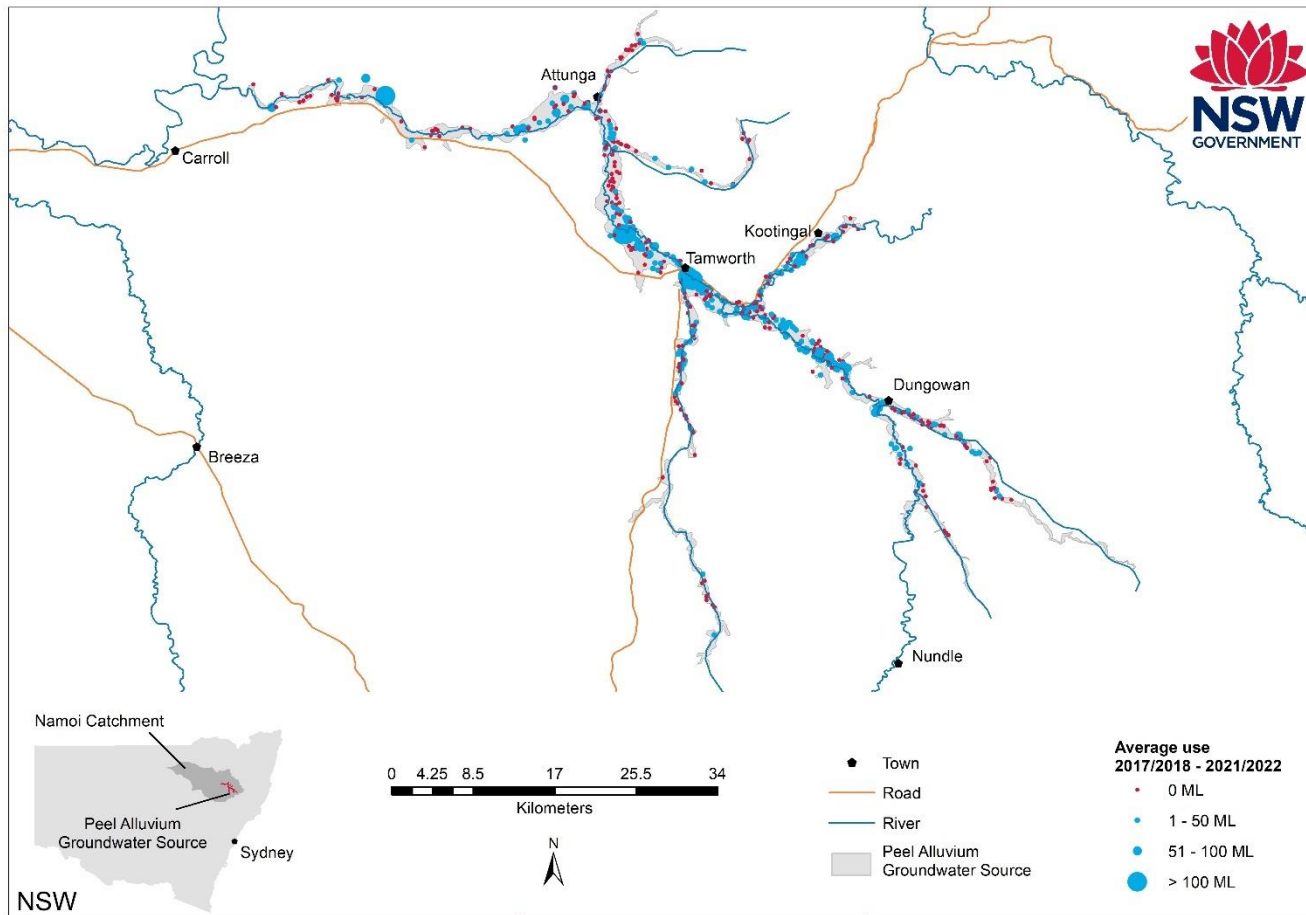 NSW
GOVERNMENT
Attunga
Carroll
Kootingal
Tamworth
Dungowan
Breeza
Nundle
Namoi Catchment
Peel Alluvium
Groundwater Source
Sydney
NSW
0 4.25 8.5 17 25.5 34
Kilometers
N
Town
Road
River
Peel Alluvium
Groundwater Source
Average use
2017/2018 - 2021/2022
0 ML
1 - 50 ML
51 - 100 ML
> 100 ML